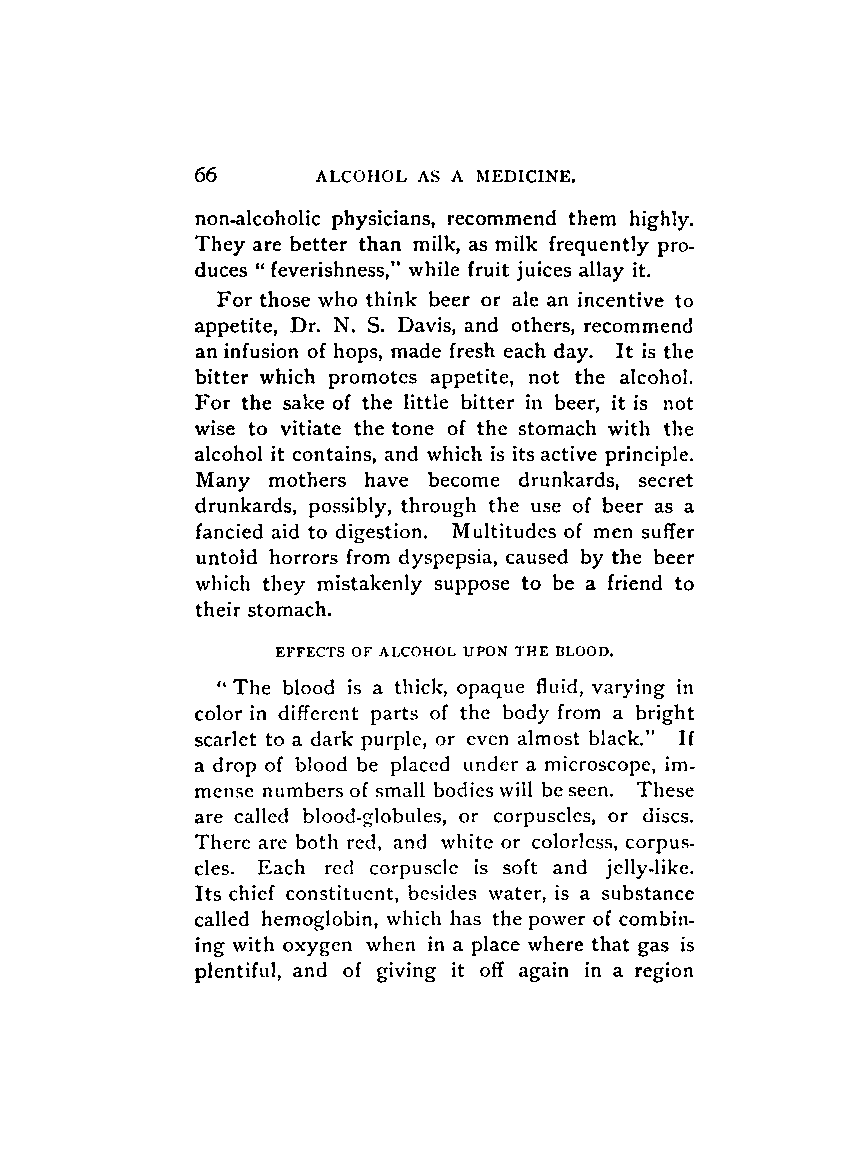 66 ALCOHOL AS A MEDICINE.
non-alcoholic physicians, recommend them highly.
They are better than milk, as milk frequently pro-
duces " feverishness," while fruit juices allay it.
For those who think beer or ale an incentive to
appetite, Dr. N. S. Davis, and others, recommend
an infusion of hops, made fresh each day. It is the
bitter which promotes appetite, not the alcohol.
For the sake of the little bitter in beer, it is not
wise to vitiate the tone of the stomach with the
alcohol it contains, and which is its active principle.
Many mothers have become drunkards, secret
drunkards, possibly, through the use of beer as a
fancied aid to digestion. Multitudes of men suffer
untold horrors from dyspepsia, caused by the beer
which they mistakenly suppose to be a friend to
their stomach.
EFFECTS OF ALCOHOL UPON THE BLOOD.
" The blood is a thick, opaque fluid, varying in
color in different parts of the body from a bright
scarlet to a dark purple, or even almost black." If
a drop of blood be placed under a microscope, im-
mense numbers of small bodies will be seen. These
are called blood-globules, or corpuscles, or discs.
There are both red, and white or colorless, corpus-
cles. Each red corpuscle is soft and jelly-like.
Its chief constituent, besides water, is a substance
called hemoglobin, which has the power of combin-
ing with oxygen when in a place where that gas is
plentiful, and of giving it off again in a region